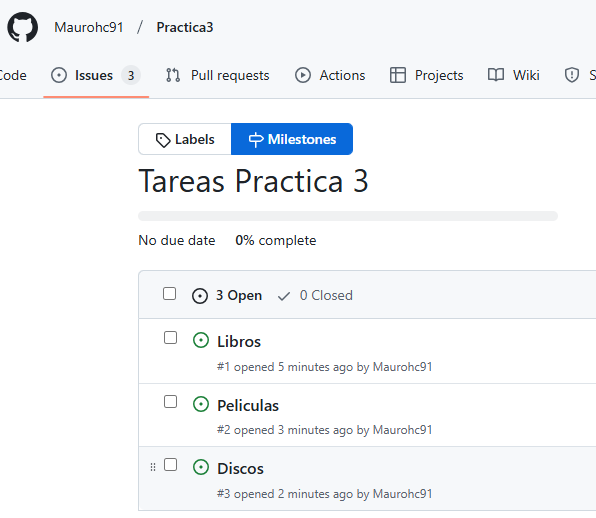 Maurohc91 / Practica3
Code Issues 3 Pull requests Actions Projects Wiki S
Labels Milestones
Tareas Practica 3
No due date 0% complete
3 Open 0 Closed
Libros
#1 opened 5 minutes ago by Maurohc91
Peliculas
#2 opened 3 minutes ago by Maurohc91
Discos
#3 opened 2 minutes ago by Maurohc91